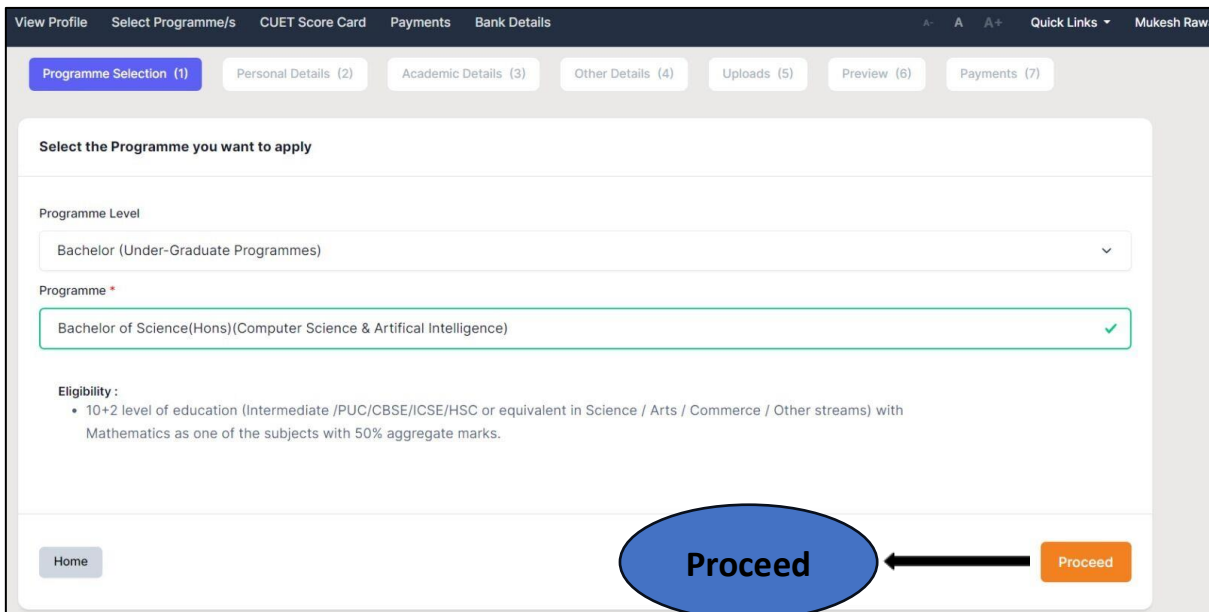 View Profile Select Programme/s CUET Score Card Payments Bank Details A- A A+ Quick Links Mukesh Raw
Programme Selection (1) Personal Details (2) Academic Details (3) Other Details (4) Uploads (5) Preview (6) Payments (7)
Select the Programme you want to apply
Programme Level
Bachelor (Under-Graduate Programmes)
Programme *
Bachelor of Science(Hons)(Computer Science & Artifical Intelligence)
Eligibility :
• 10+2 level of education (Intermediate /PUC/CBSE/ICSE/HSC or equivalent in Science / Arts / Commerce / Other streams) with
Mathematics as one of the subjects with 50% aggregate marks.
Home Proceed Proceed